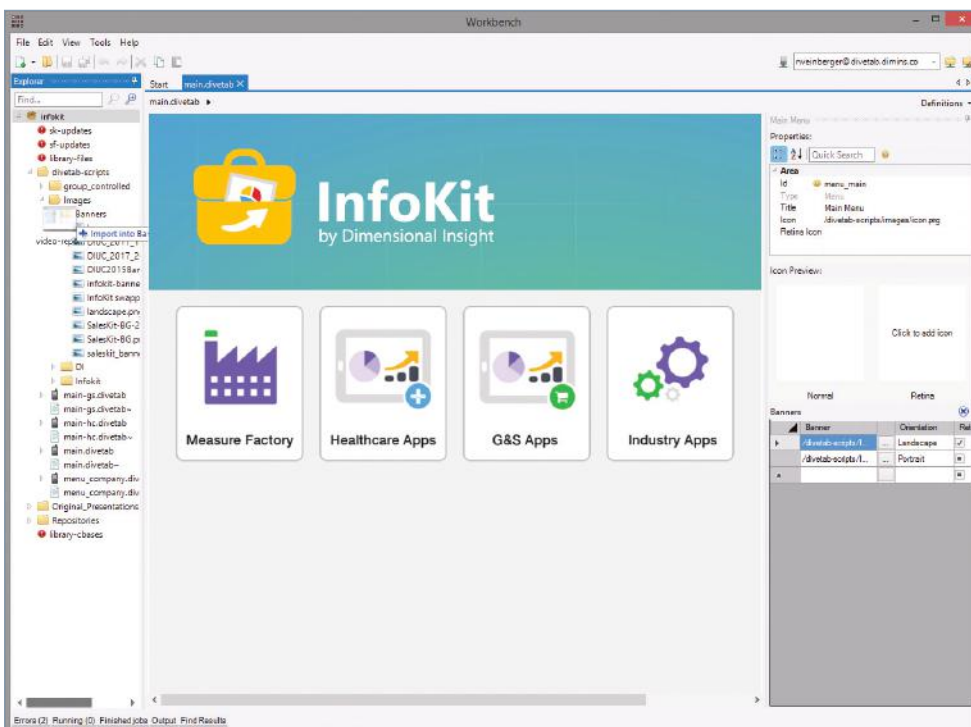 Workbench
File Edit View Tools Help
rweinberger@divetab.dimins.co
Explorer
Start main.divetab
Find...
main.divetab
Definitions
infokit
sk-updates
sf-updates
library-files
divetab-scripts
group_controlled
Images
Banners
Import into Ba
DIUC_2017_2
DIUC2019Bar
infokit-banne
InfoKit swapp
landscape.pn
SalesKit-BG-2
SalesKit-BG.p
saleskit_bann
DI
Infokit
main-gs.divetab
main-gs.divetab~
main-hc.divetab
main-hc.divetab~
main.divetab
main.divetab~
menu_company.div
menu_company.div
Original_Presentations
Repositories
library-cbases
InfoKit
by Dimensional Insight
Measure Factory
Healthcare Apps
G&S Apps
Industry Apps
Main Menu
Properties:
Quick Search
Area
Id menu_main
Type Menu
Title Main Menu
Icon /divetab-scripts/images/icon.png
Retina Icon
Icon Preview:
Click to add icon
Normal Retina
Banners
Banner Orientation Ret
/divetab-scripts/I... ... Landscape
/divetab-scripts/I... ... Portrait
Errors (2) Running (0) Finished jobs Output Find Results